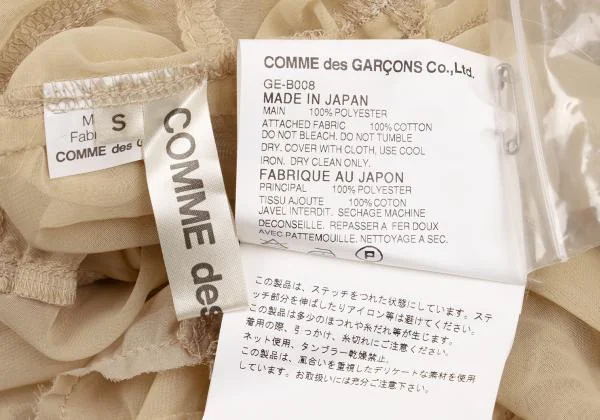 S
COMME des
COMME des
COMME des GARÇONS Co.,Ltd.
GE-B008
MADE IN JAPAN
MAIN 100% POLYESTER
ATTACHED FABRIC 100% COTTON
DO NOT BLEACH. DO NOT TUMBLE
DRY. COVER WITH CLOTH, USE COOL
IRON. DRY CLEAN ONLY.
FABRIQUE AU JAPON
PRINCIPAL 100% POLYESTER
TISSU AJOUTE 100% COTON
JAVEL INTERDIT. SECHAGE MACHINE
DECONSEILLE. REPASSER A FER DOUX
AVEC PATTEMOUILLE. NETTOYAGE A SEC.
P
この製品は、ステッチをつれた状態にしています。ステ
ッチ部分を伸ばしたりアイロン等は避けてください。
この製品は多少のほつれや糸だれ等が生じます。
着用の際、引っかけ、糸切れにご注意ください。
ネット使用、タンブラー乾燥禁止。
この製品は、風合いを重視したデリケートな素材を使用
しています。お取扱いには充分ご注意下さい。